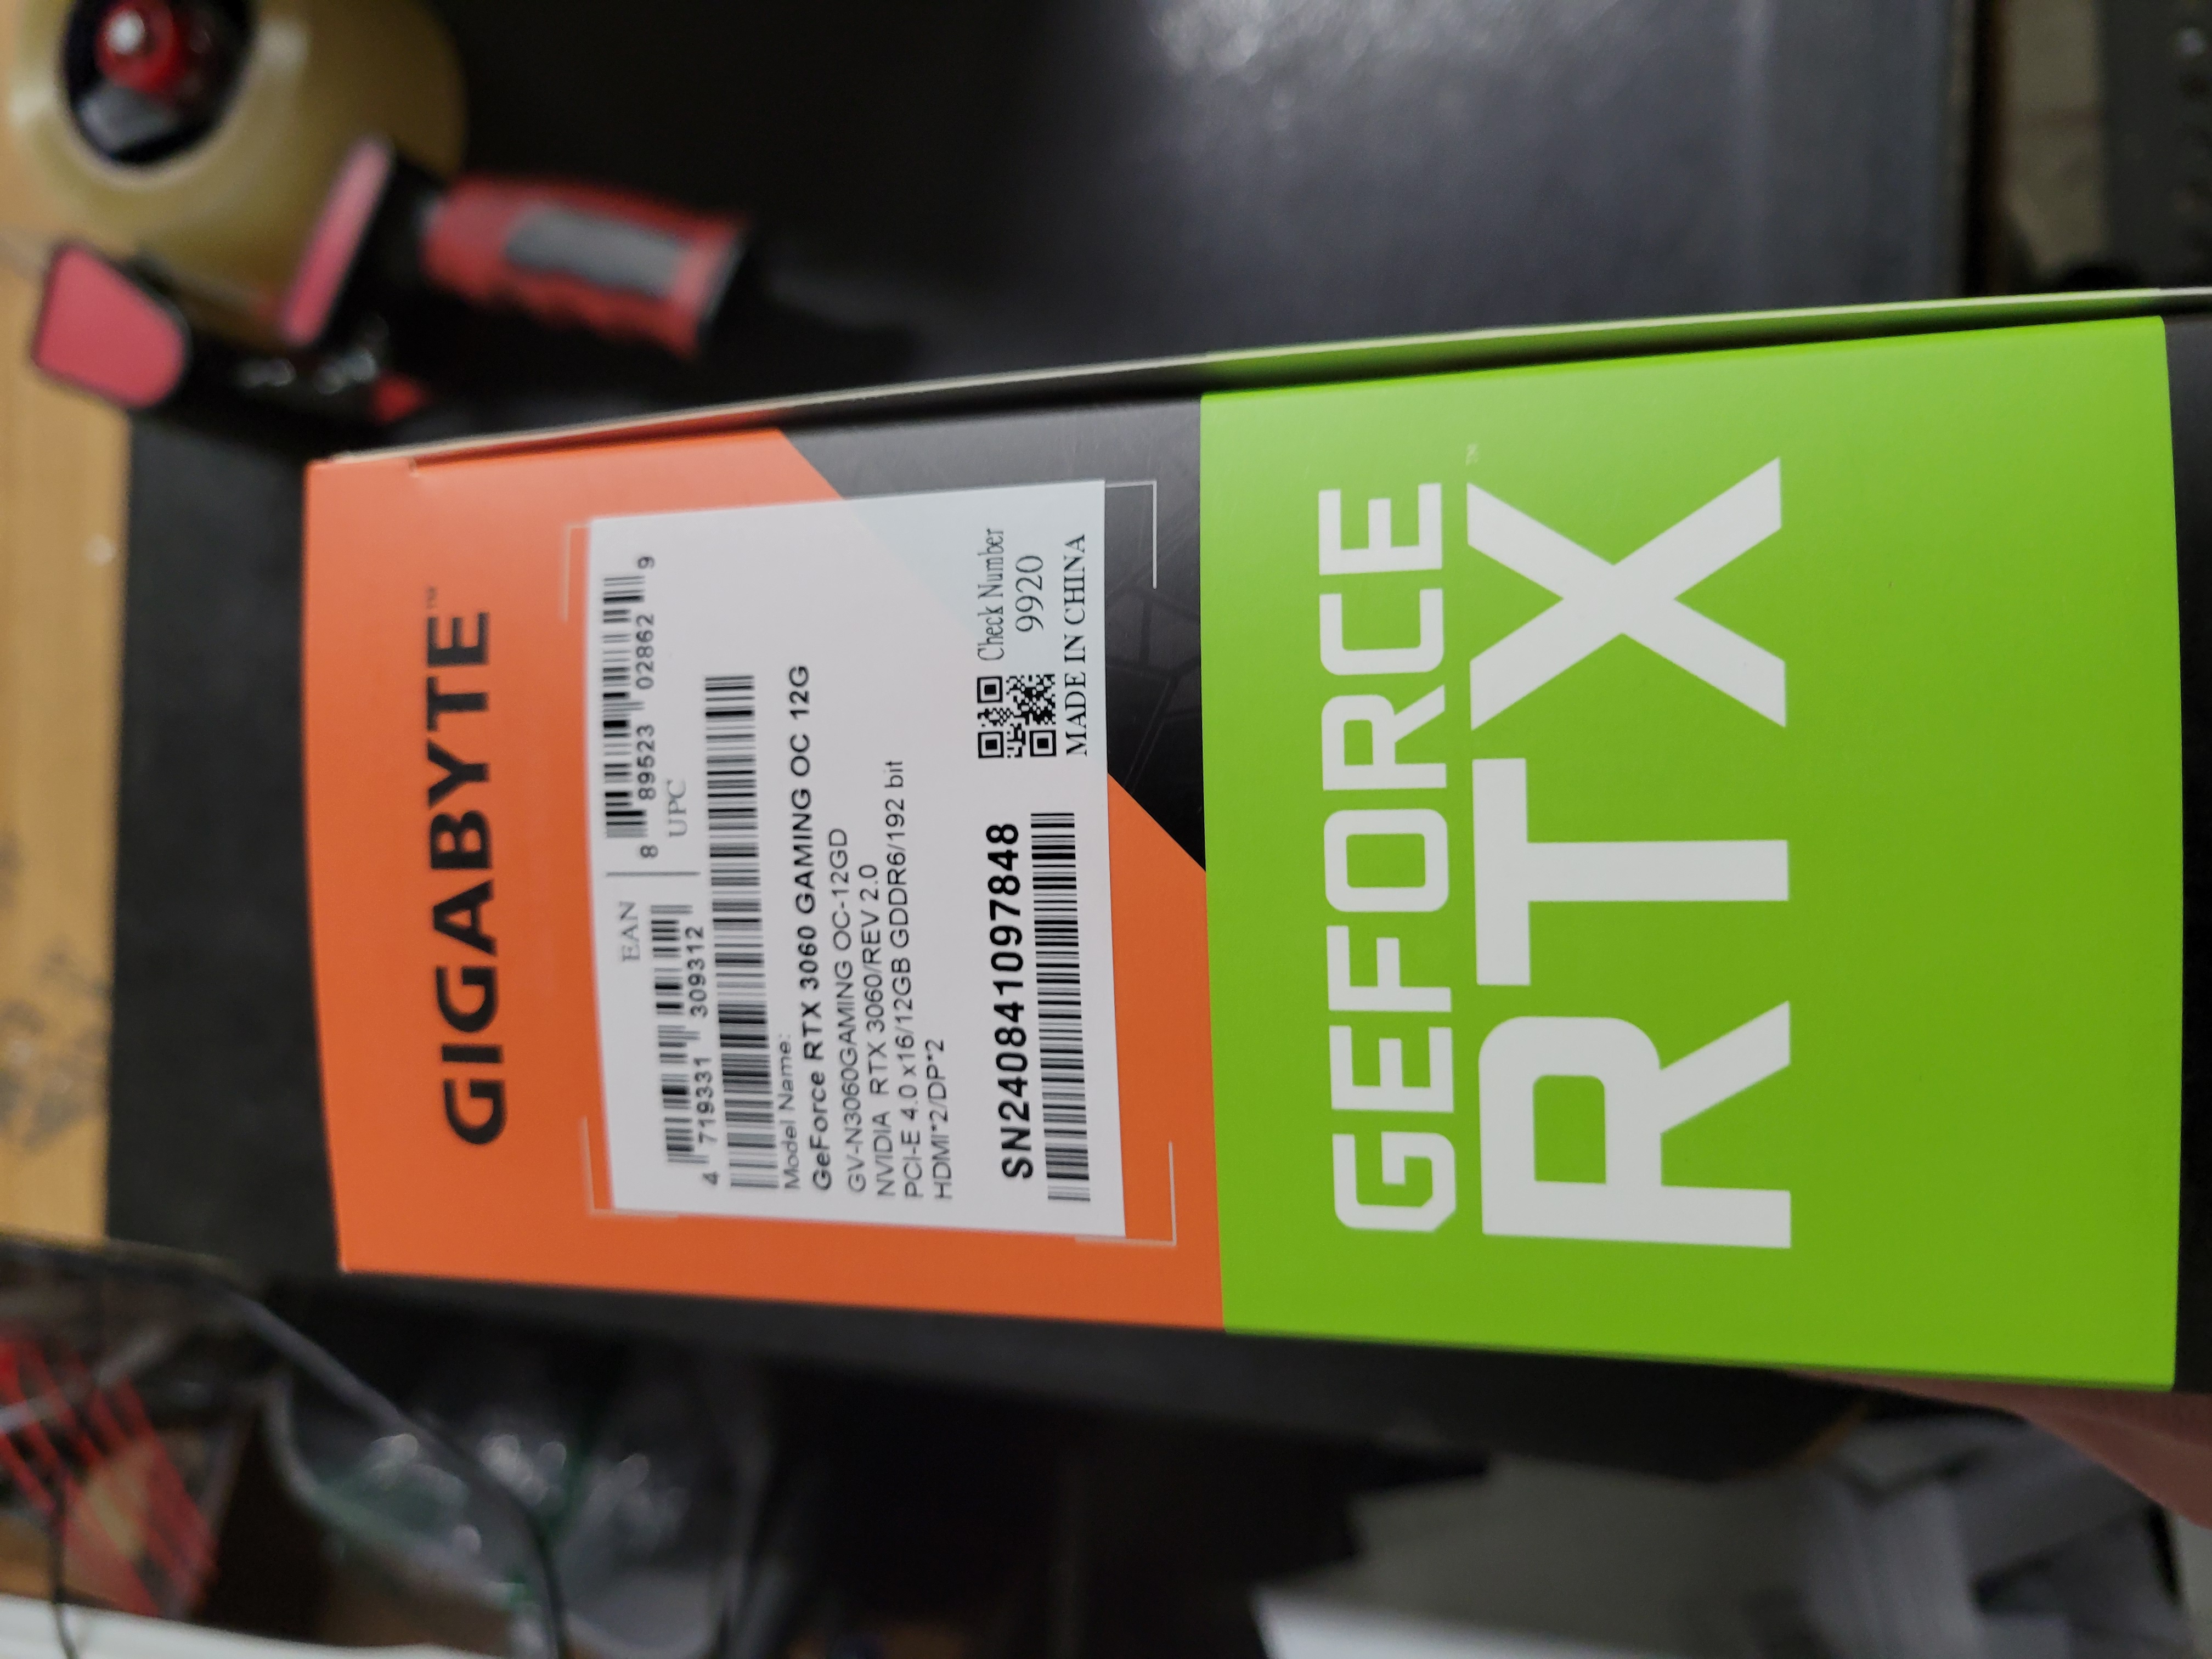 GIGABYTE™
EAN
4 719331 309312
8 89523 02862 9
UPC
Model Name:
GeForce RTX 3060 GAMING OC 12G
GV-N3060GAMING OC-12GD
NVIDIA RTX 3060/REV 2.0
PCI-E 4.0 x16/12GB GDDR6/192 bit
HDMI*2/DP*2
SN240841097848
Check Number
9920
MADE IN CHINA
GEFORCE
RTX™